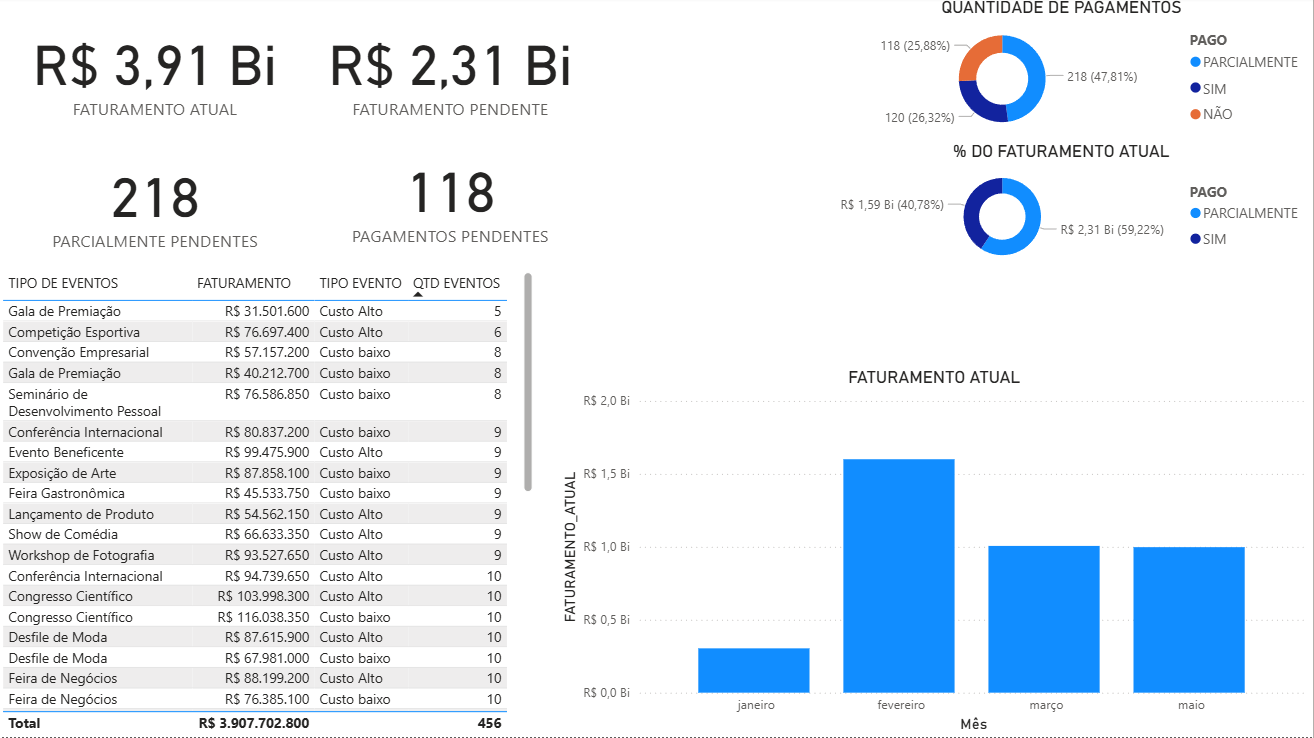 R$ 3,91 Bi
FATURAMENTO ATUAL
R$ 2,31 Bi
FATURAMENTO PENDENTE
218
PARCIALMENTE PENDENTES
118
PAGAMENTOS PENDENTES
QUANTIDADE DE PAGAMENTOS
118 (25,88%)
218 (47,81%)
120 (26,32%)
PAGO
PARCIALMENTE
SIM
NÃO
% DO FATURAMENTO ATUAL
R$ 1,59 Bi (40,78%)
R$ 2,31 Bi (59,22%)
PAGO
PARCIALMENTE
SIM
TIPO DE EVENTOS FATURAMENTO TIPO EVENTO QTD EVENTOS
Gala de Premiação R$ 31.501.600 Custo Alto 5
Competição Esportiva R$ 76.697.400 Custo Alto 6
Convenção Empresarial R$ 57.157.200 Custo baixo 8
Gala de Premiação R$ 40.212.700 Custo baixo 8
Seminário de R$ 76.586.850 Custo baixo 8
Desenvolvimento Pessoal
Conferência Internacional R$ 80.837.200 Custo baixo 9
Evento Beneficente R$ 99.475.900 Custo Alto 9
Exposição de Arte R$ 87.858.100 Custo baixo 9
Feira Gastronômica R$ 45.533.750 Custo baixo 9
Lançamento de Produto R$ 54.562.150 Custo Alto 9
Show de Comédia R$ 66.633.350 Custo Alto 9
Workshop de Fotografia R$ 93.527.650 Custo Alto 9
Conferência Internacional R$ 94.739.650 Custo Alto 10
Congresso Científico R$ 103.998.300 Custo Alto 10
Congresso Científico R$ 116.038.350 Custo baixo 10
Desfile de Moda R$ 87.615.900 Custo Alto 10
Desfile de Moda R$ 67.981.000 Custo baixo 10
Feira de Negócios R$ 88.199.200 Custo Alto 10
Feira de Negócios R$ 76.385.100 Custo baixo 10
Total R$ 3.907.702.800 456
FATURAMENTO ATUAL
FATURAMENTO_ATUAL
R$ 2,0 Bi
R$ 1,5 Bi
R$ 1,0 Bi
R$ 0,5 Bi
R$ 0,0 Bi
janeiro fevereiro março maio
Mês